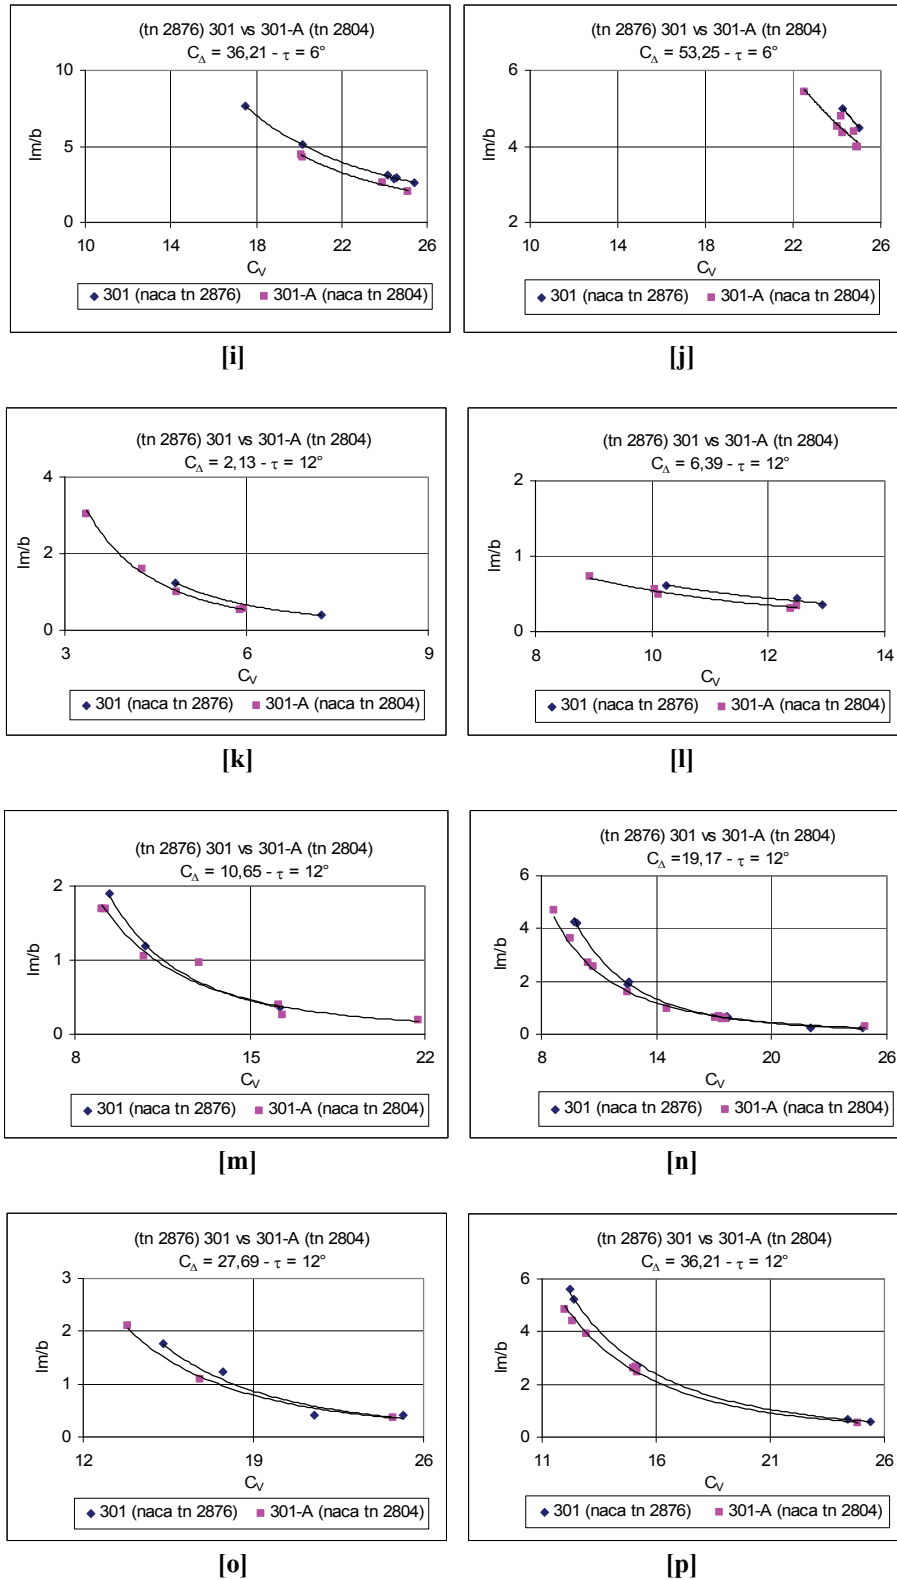 (tn 2876) 301 vs 301-A (tn 2804)
CΔ = 36,21 - τ = 6°
10
5
0
lm/b
10 14 18 22 26
CV
301 (naca tn 2876) 301-A (naca tn 2804)
[i]
(tn 2876) 301 vs 301-A (tn 2804)
CΔ = 53,25 - τ = 6°
6
4
2
lm/b
10 14 18 22 26
CV
301 (naca tn 2876) 301-A (naca tn 2804)
[j]
(tn 2876) 301 vs 301-A (tn 2804)
CΔ = 2,13 - τ = 12°
4
2
0
lm/b
3 6 9
CV
301 (naca tn 2876) 301-A (naca tn 2804)
[k]
(tn 2876) 301 vs 301-A (tn 2804)
CΔ = 6,39 - τ = 12°
2
1
0
lm/b
8 10 12 14
CV
301 (naca tn 2876) 301-A (naca tn 2804)
[l]
(tn 2876) 301 vs 301-A (tn 2804)
CΔ = 10,65 - τ = 12°
2
1
0
lm/b
8 15 22
CV
301 (naca tn 2876) 301-A (naca tn 2804)
[m]
(tn 2876) 301 vs 301-A (tn 2804)
CΔ =19,17 - τ = 12°
6
4
2
0
lm/b
8 14 20 26
CV
301 (naca tn 2876) 301-A (naca tn 2804)
[n]
(tn 2876) 301 vs 301-A (tn 2804)
CΔ = 27,69 - τ = 12°
3
2
1
0
lm/b
12 19 26
CV
301 (naca tn 2876) 301-A (naca tn 2804)
[o]
(tn 2876) 301 vs 301-A (tn 2804)
CΔ = 36,21 - τ = 12°
6
4
2
0
lm/b
11 16 21 26
CV
301 (naca tn 2876) 301-A (naca tn 2804)
[p]